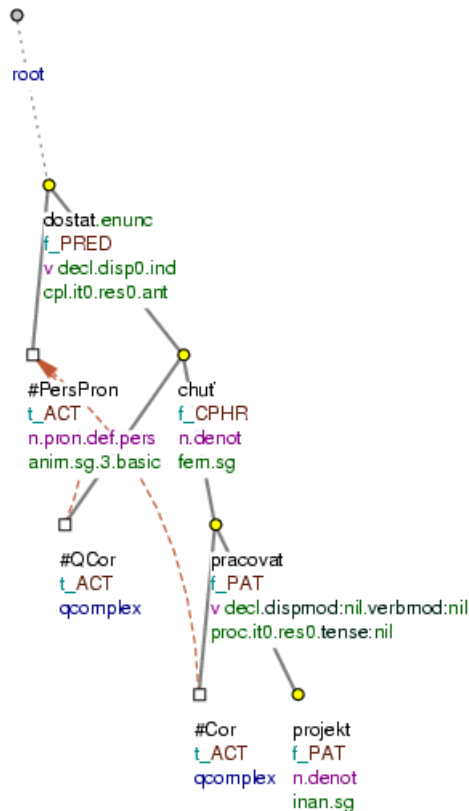 root
dostat.enunc
f_PRED
v decl.disp0.ind
cpl.it0.res0.ant
#PersPron
t_ACT
n.pron.def.pers
anim.sg.3.basic
chuť
f_CPHR
n.denot
fem.sg
#QCor
t_ACT
qcomplex
pracovat
f_PAT
v decl.dispmod:nil.verbmod:nil
proc.it0.res0.tense:nil
#Cor
t_ACT
qcomplex
projekt
f_PAT
n.denot
inan.sg